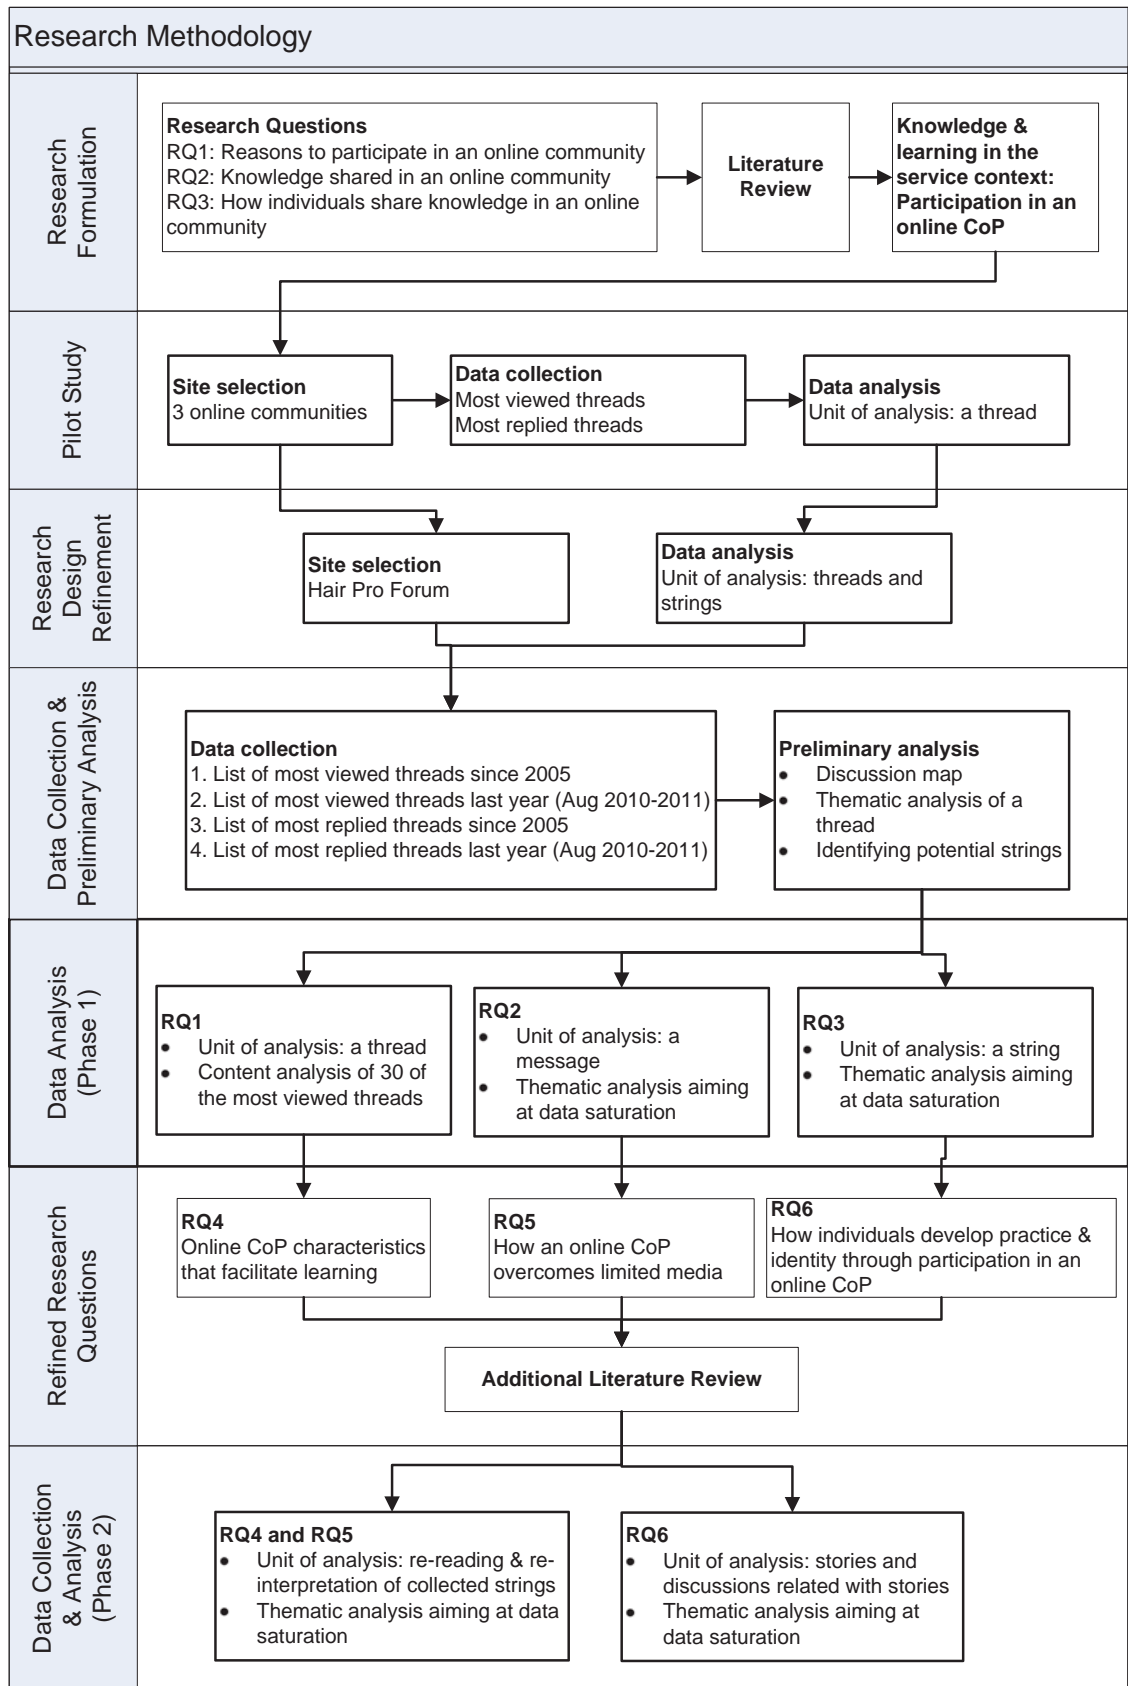 Research Methodology
Research
Formulation
Research Questions
RQ1: Reasons to participate in an online community
RQ2: Knowledge shared in an online community
RQ3: How individuals share knowledge in an online
community
Literature
Review
Knowledge &
learning in the
service context:
Participation in an
online CoP
Pilot Study
Site selection
3 online communities
Data collection
Most viewed threads
Most replied threads
Data analysis
Unit of analysis: a thread
Research
Design
Refinement
Site selection
Hair Pro Forum
Data analysis
Unit of analysis: threads and
strings
Data Collection &
Preliminary Analysis
Data collection
1. List of most viewed threads since 2005
2. List of most viewed threads last year (Aug 2010-2011)
3. List of most replied threads since 2005
4. List of most replied threads last year (Aug 2010-2011)
Preliminary analysis
• Discussion map
• Thematic analysis of a
thread
• Identifying potential strings
Data Analysis
(Phase 1)
RQ1
• Unit of analysis: a thread
• Content analysis of 30 of
the most viewed threads
RQ2
• Unit of analysis: a
message
• Thematic analysis aiming
at data saturation
RQ3
• Unit of analysis: a string
• Thematic analysis aiming
at data saturation
Refined Research
Questions
RQ4
Online CoP characteristics
that facilitate learning
RQ5
How an online CoP
overcomes limited media
RQ6
How individuals develop practice &
identity through participation in an
online CoP
Additional Literature Review
Data Collection
& Analysis
(Phase 2)
RQ4 and RQ5
• Unit of analysis: re-reading & re-
interpretation of collected strings
• Thematic analysis aiming at data
saturation
RQ6
• Unit of analysis: stories and
discussions related with stories
• Thematic analysis aiming at
data saturation